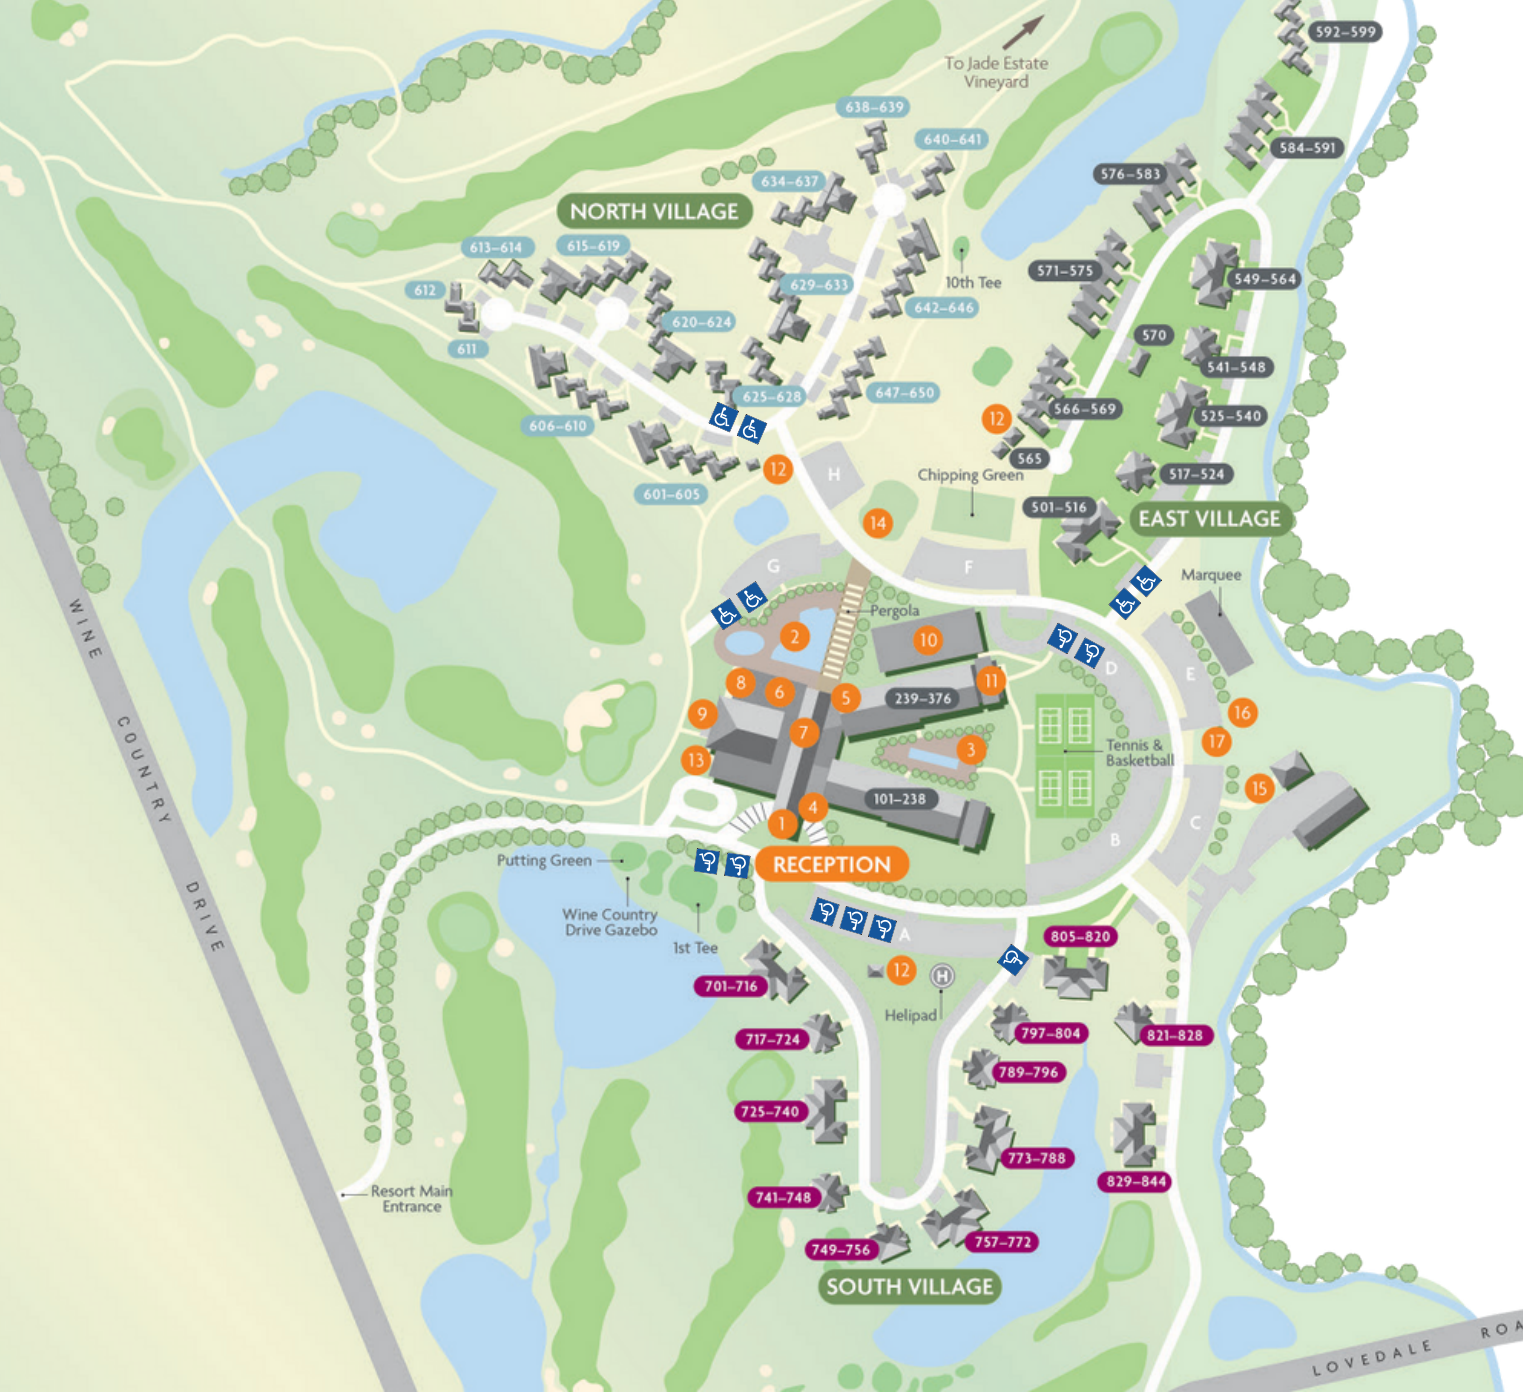 592–599
To Jade Estate
Vineyard
638–639
640–641
584–591
576–583
634–637
NORTH VILLAGE
613–614
615–619
571–575
549–564
10th Tee
612
629–633
642–646
620–624
570
611
541–548
647–650
625–628
566–569
12
525–540
606–610
565
12
H
Chipping Green
517–524
601–605
501–516
EAST VILLAGE
14
G
F
Marquee
Pergola
2
10
D
E
8
6
5
239–376
11
9
7
16
17
13
3
Tennis &
Basketball
15
4
101–238
1
C
B
RECEPTION
Putting Green
Wine Country
Drive Gazebo
1st Tee
A
805–820
12
H
701–716
Helipad
717–724
797–804
821–828
789–796
725–740
773–788
829–844
741–748
Resort Main
Entrance
749–756
757–772
SOUTH VILLAGE
WINE COUNTRY DRIVE
LOVEDALE ROA